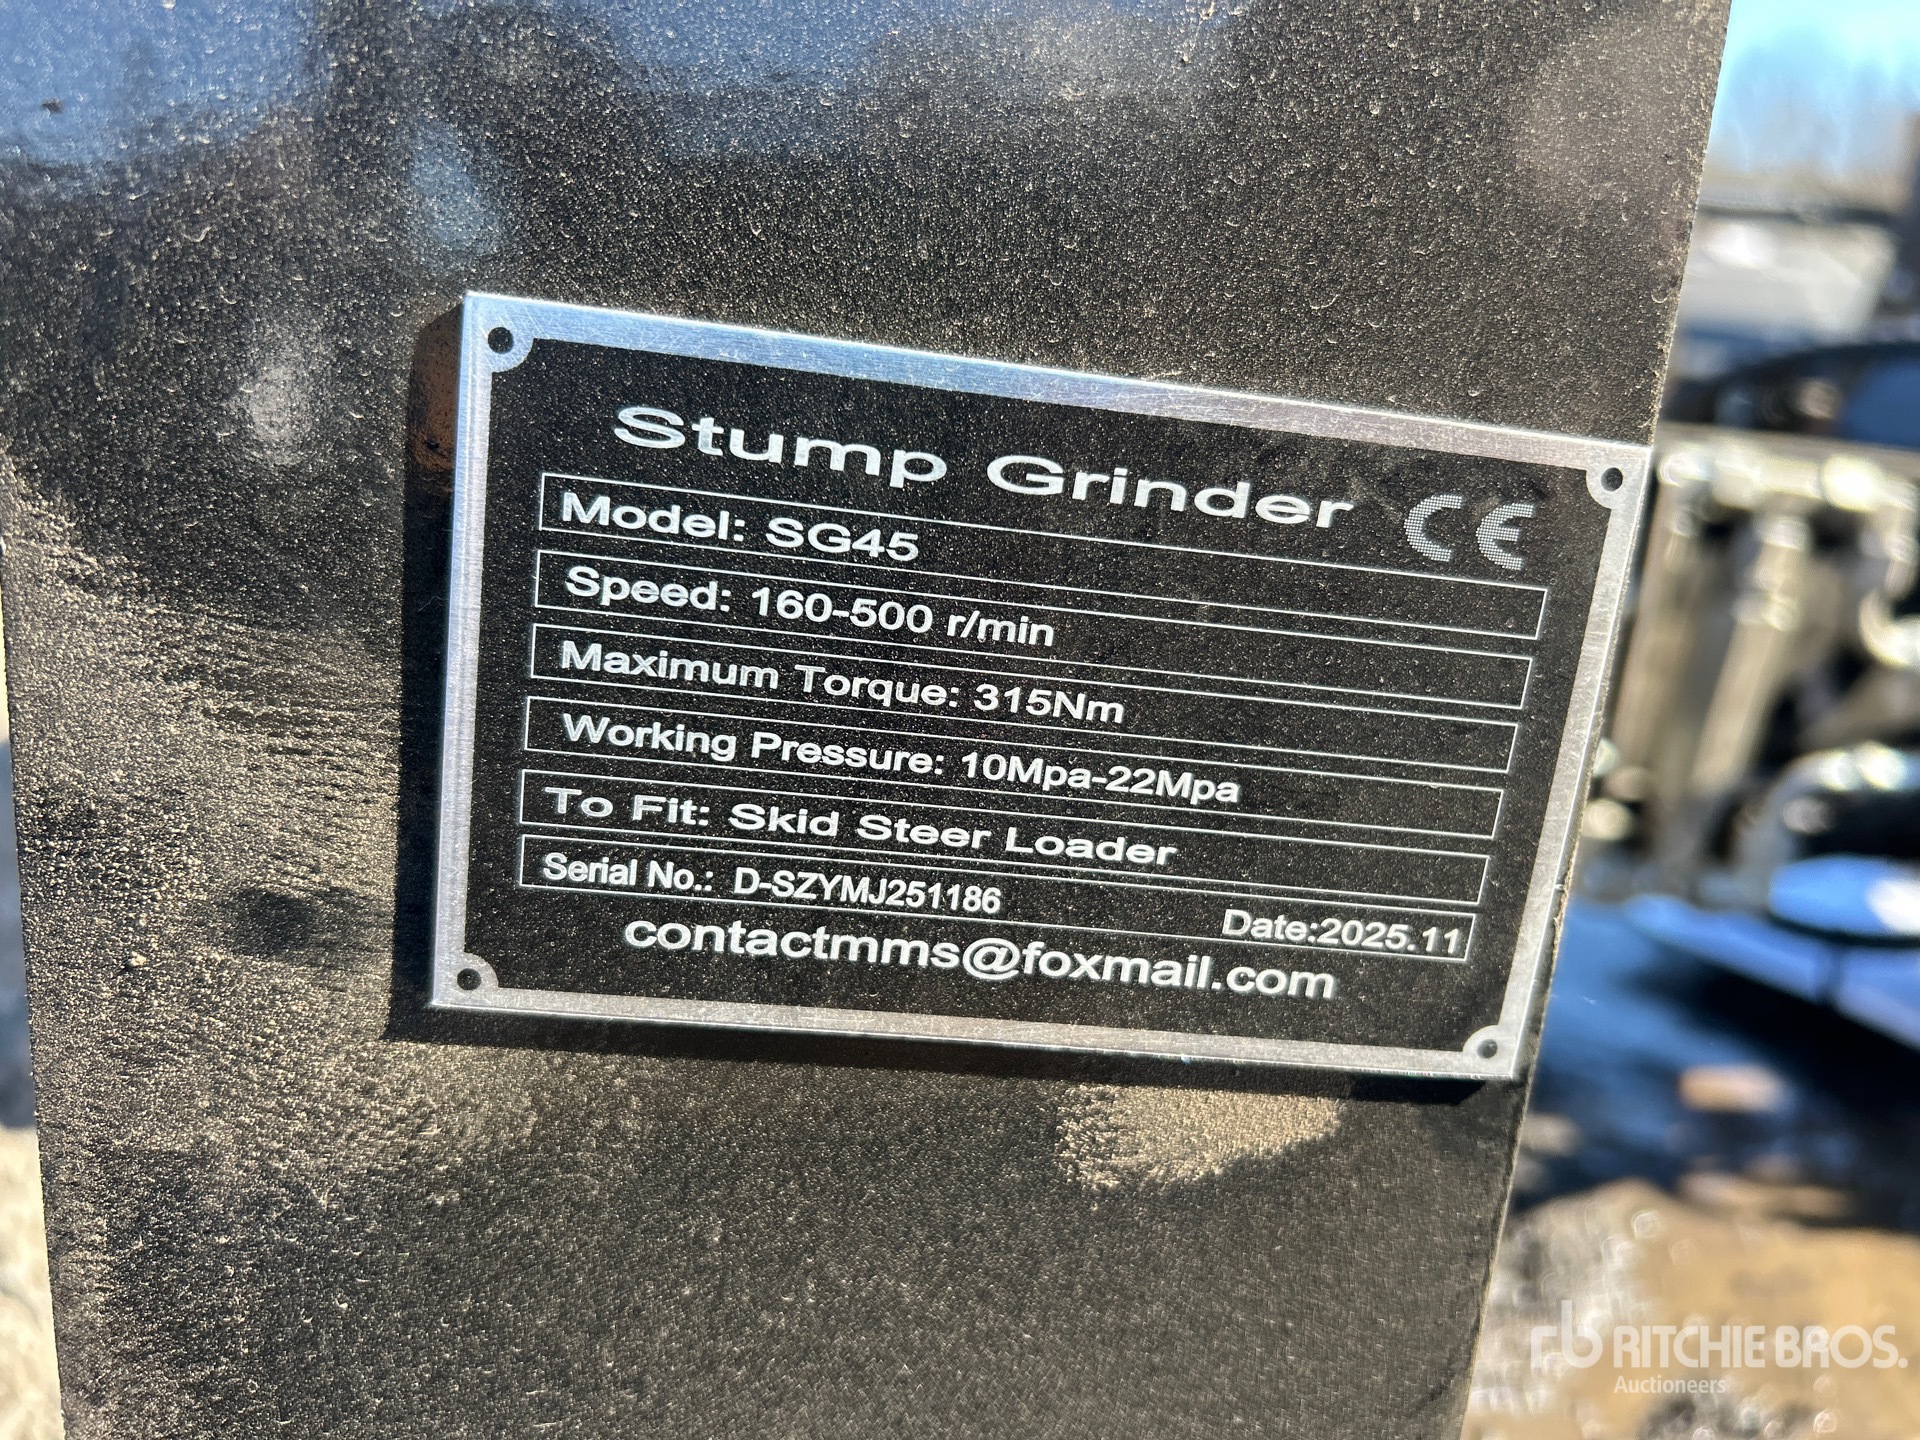 Stump Grinder CE
Model: SG45
Speed: 160-500 r/min
Maximum Torque: 315Nm
Working Pressure: 10Mpa-22Mpa
To Fit: Skid Steer Loader
Serial No.: D-SZYMJ251186 Date:2025.11
contactmms@foxmail.com
rb RITCHIE BROS.
Auctioneers